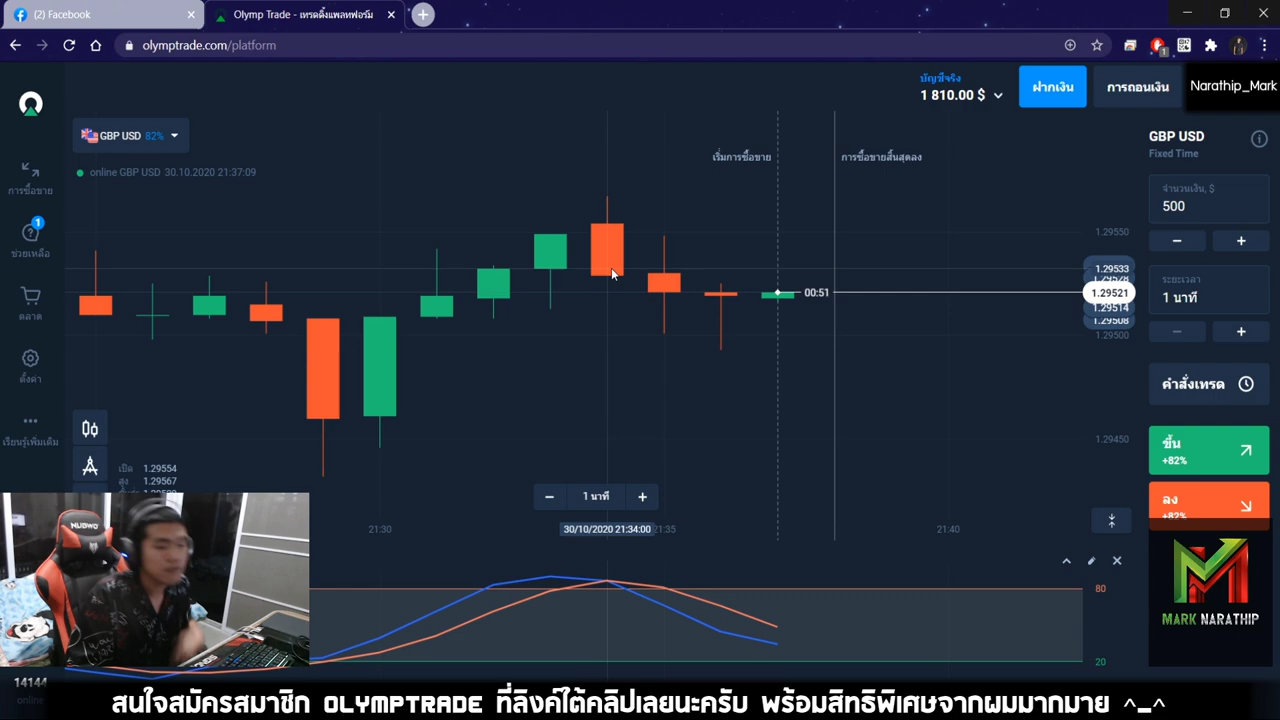 (2) Facebook
Olymp Trade - เทรดดิ้งแพลทฟอร์ม
olymptrade.com/platform
1
บัญชีจริง
1 810.00 $
ฝากเงิน
การถอนเงิน
Narathip_Mark
GBP USD 82%
online GBP USD 30.10.2020 21:37:09
เริ่มการซื้อขาย
การซื้อขายสิ้นสุดลง
GBP USD
Fixed Time
การซื้อขาย
1
ช่วยเหลือ
ตลาด
ตั้งค่า
เรียนรู้เพิ่มเติม
จำนวนเงิน, $
500
ระยะเวลา
1 นาที
คำสั่งเทรด
ขึ้น
+82%
ลง
+82%
1.29550
1.29533
1.29521
1.29514
1.29508
1.29500
1.29450
00:51
เปิด 1.29554
สูง 1.29567
1 นาที
21:30
30/10/2020 21:34:00
21:35
21:40
80
20
NUBWO
MARK NARATHIP
14144
online
สนใจสมัครสมาชิก OLYMPTRADE ที่ลิงค์ใต้คลิปเลยนะครับ พร้อมสิทธิพิเศษจากผมมากมาย ^_^